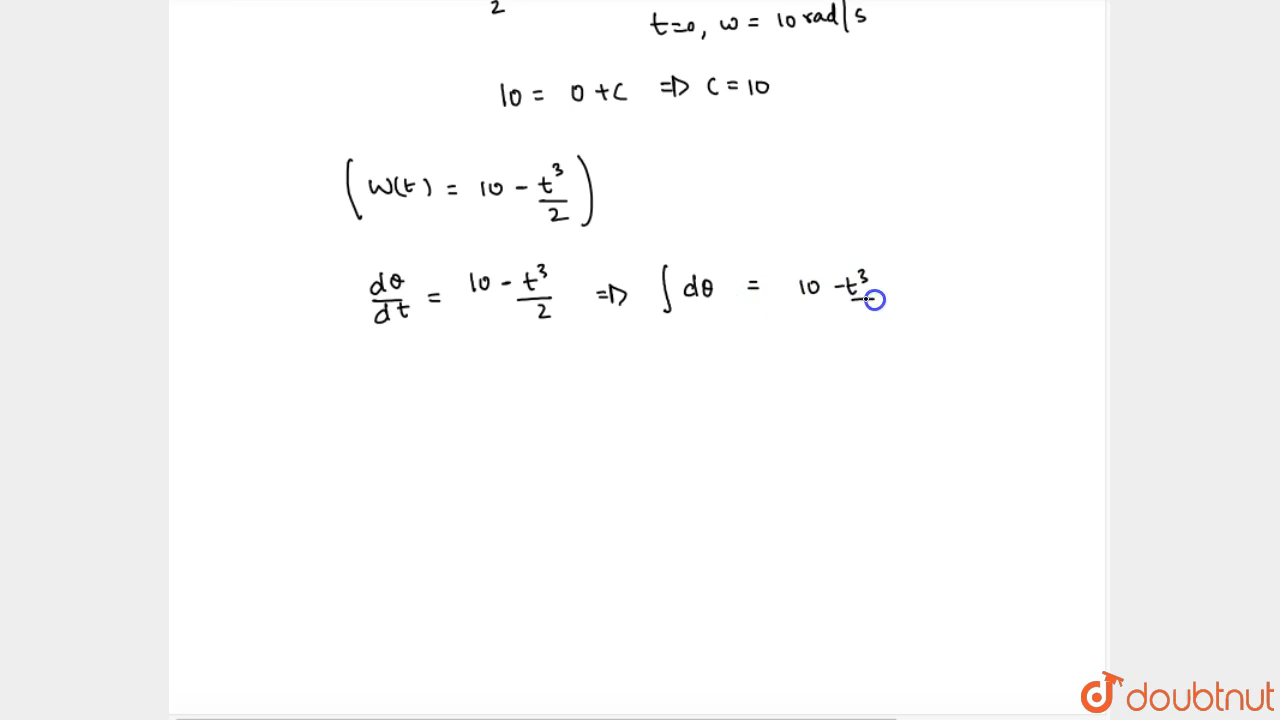 2
t=0, w = 10 rad/s
10 = 0 + C ⇒ C = 10
(W(t) = 10 - t³/2)
dθ/dt = 10 - t³/2 ⇒ ∫ dθ = 10 - t³
doubtnut